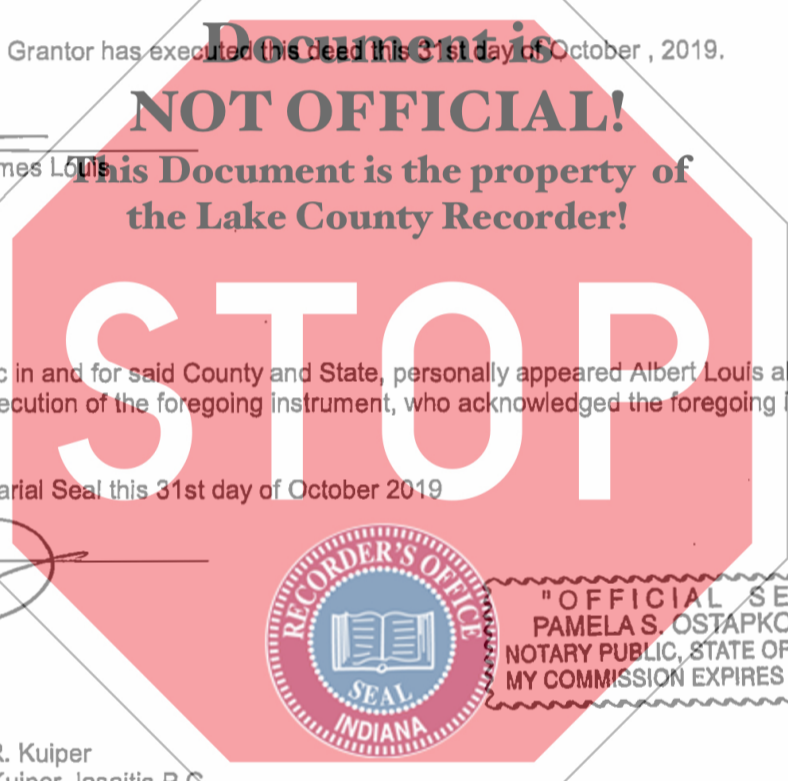 Document is
Grantor has executed this deed this 31st day of October , 2019.
NOT OFFICIAL!
mes Louis
This Document is the property of
the Lake County Recorder!
STOP
c in and for said County and State, personally appeared Albert Louis al
ecution of the foregoing instrument, who acknowledged the foregoing i
arial Seal this 31st day of October 2019
RECORDER'S OFFICE
SEAL
INDIANA
"OFFICIAL SE
PAMELA S. OSTAPKO
NOTARY PUBLIC, STATE OF
MY COMMISSION EXPIRES
R. Kuiper